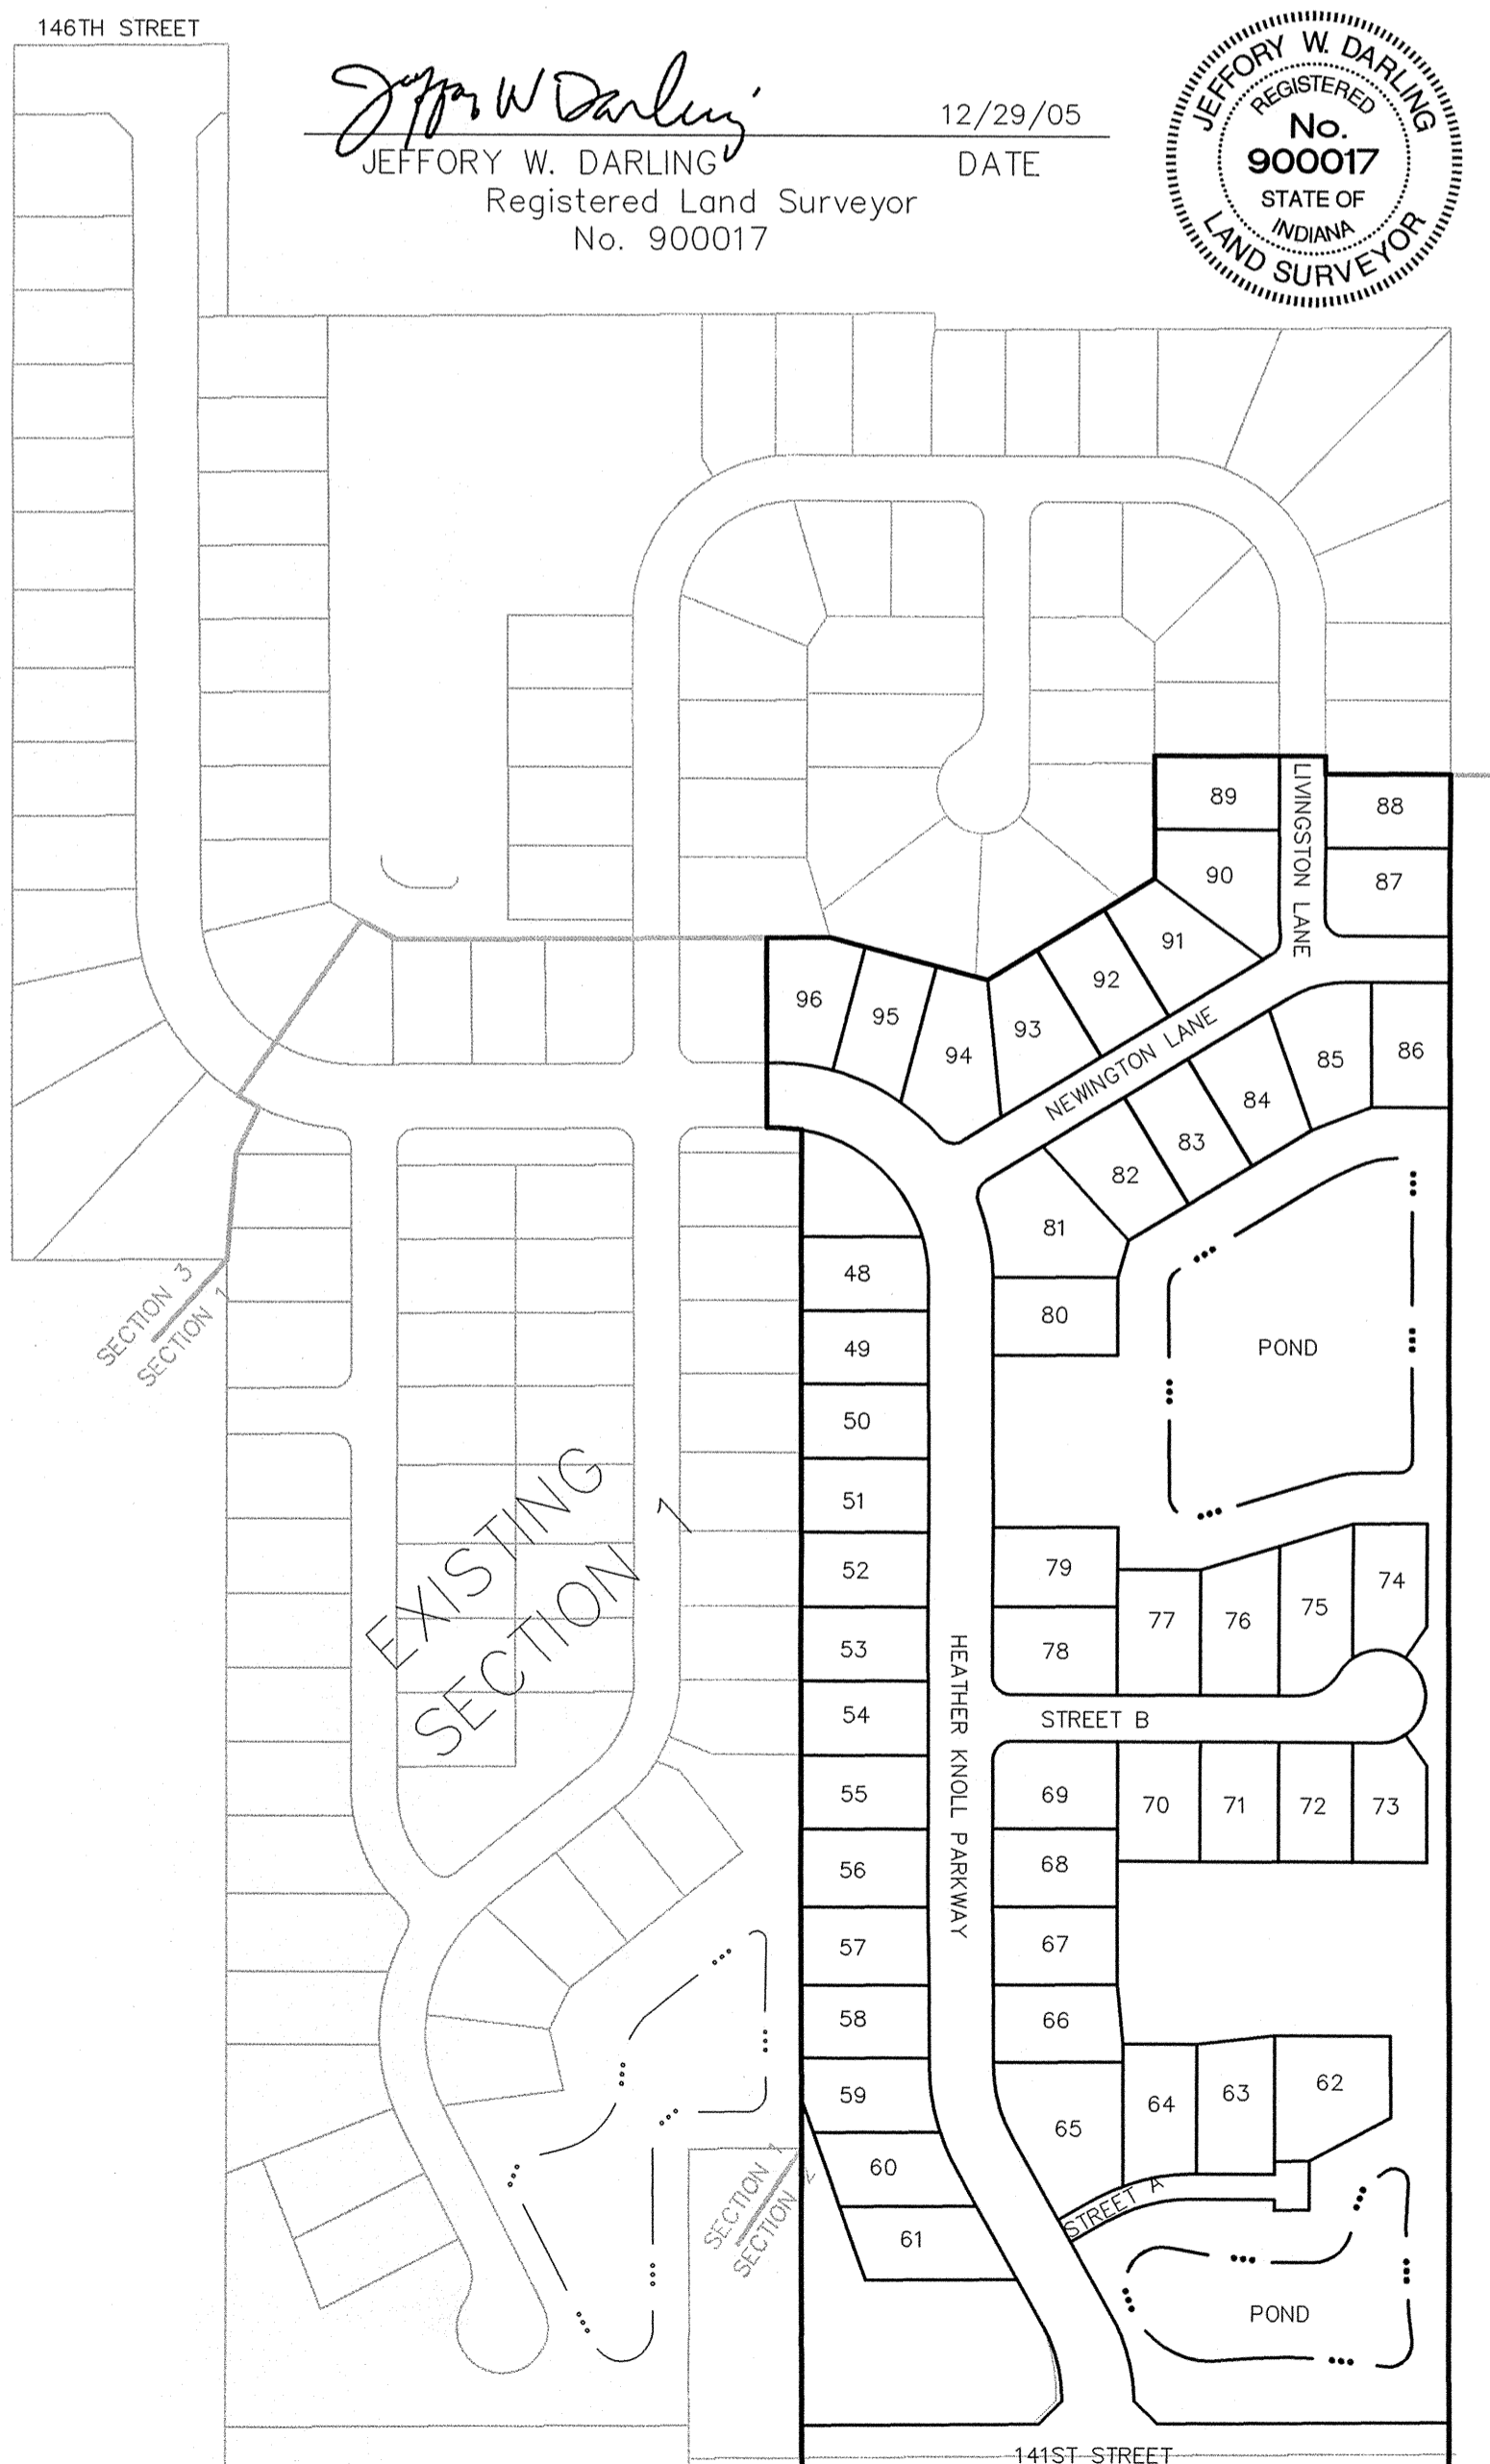 146TH STREET
Jeffory W Darling
12/29/05
JEFFORY W. DARLING
DATE
Registered Land Surveyor
No. 900017
JEFFORY W. DARLING
REGISTERED
No.
900017
STATE OF
INDIANA
LAND SURVEYOR
89
88
90
87
LIVINGSTON LANE
91
92
93
94
95
96
NEWINGTON LANE
86
85
84
83
82
81
80
POND
SECTION 3
SECTION 1
48
49
50
51
52
53
54
55
56
57
58
59
60
61
EXISTING
SECTION 1
HEATHER KNOLL PARKWAY
79
78
77
76
75
74
STREET B
69
70
71
72
73
68
67
66
65
64
63
62
STREET A
SECTION 1
SECTION 2
POND
141ST STREET